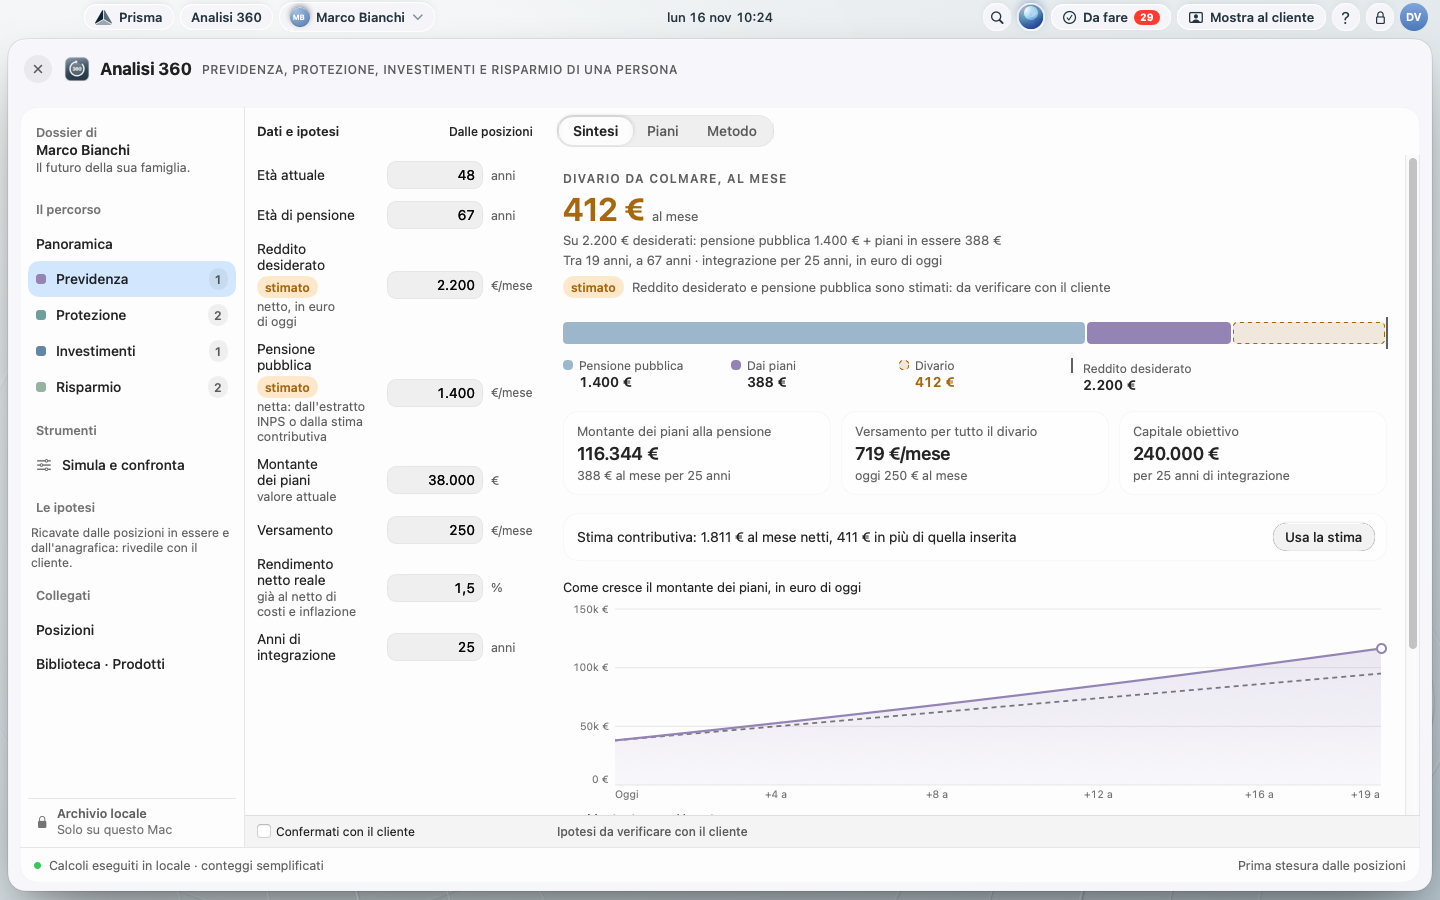 Prisma
Analisi 360
MB Marco Bianchi
lun 16 nov 10:24
Da fare 29
Mostra al cliente
?
DV
360 Analisi 360 PREVIDENZA, PROTEZIONE, INVESTIMENTI E RISPARMIO DI UNA PERSONA
Dossier di
Marco Bianchi
Il futuro della sua famiglia.
Il percorso
Panoramica
Previdenza 1
Protezione 2
Investimenti 1
Risparmio 2
Strumenti
Simula e confronta
Le ipotesi
Ricavate dalle posizioni in essere e
dall'anagrafica: rivedile con il
cliente.
Collegati
Posizioni
Biblioteca · Prodotti
Archivio locale
Solo su questo Mac
Dati e ipotesi Dalle posizioni
Età attuale 48 anni
Età di pensione 67 anni
Reddito
desiderato
stimato
netto, in euro
di oggi
2.200 €/mese
Pensione
pubblica
stimato
netta: dall'estratto
INPS o dalla stima
contributiva
1.400 €/mese
Montante
dei piani
valore attuale
38.000 €
Versamento 250 €/mese
Rendimento
netto reale
già al netto di
costi e inflazione
1,5 %
Anni di
integrazione
25 anni
Sintesi Piani Metodo
DIVARIO DA COLMARE, AL MESE
412 € al mese
Su 2.200 € desiderati: pensione pubblica 1.400 € + piani in essere 388 €
Tra 19 anni, a 67 anni · integrazione per 25 anni, in euro di oggi
stimato Reddito desiderato e pensione pubblica sono stimati: da verificare con il cliente
Pensione pubblica
1.400 €
Dai piani
388 €
Divario
412 €
Reddito desiderato
2.200 €
Montante dei piani alla pensione
116.344 €
388 € al mese per 25 anni
Versamento per tutto il divario
719 €/mese
oggi 250 € al mese
Capitale obiettivo
240.000 €
per 25 anni di integrazione
Stima contributiva: 1.811 € al mese netti, 411 € in più di quella inserita
Usa la stima
Come cresce il montante dei piani, in euro di oggi
150k €
100k €
50k €
0 €
Oggi +4 a +8 a +12 a +16 a +19 a
Confermati con il cliente
Ipotesi da verificare con il cliente
Calcoli eseguiti in locale · conteggi semplificati
Prima stesura dalle posizioni